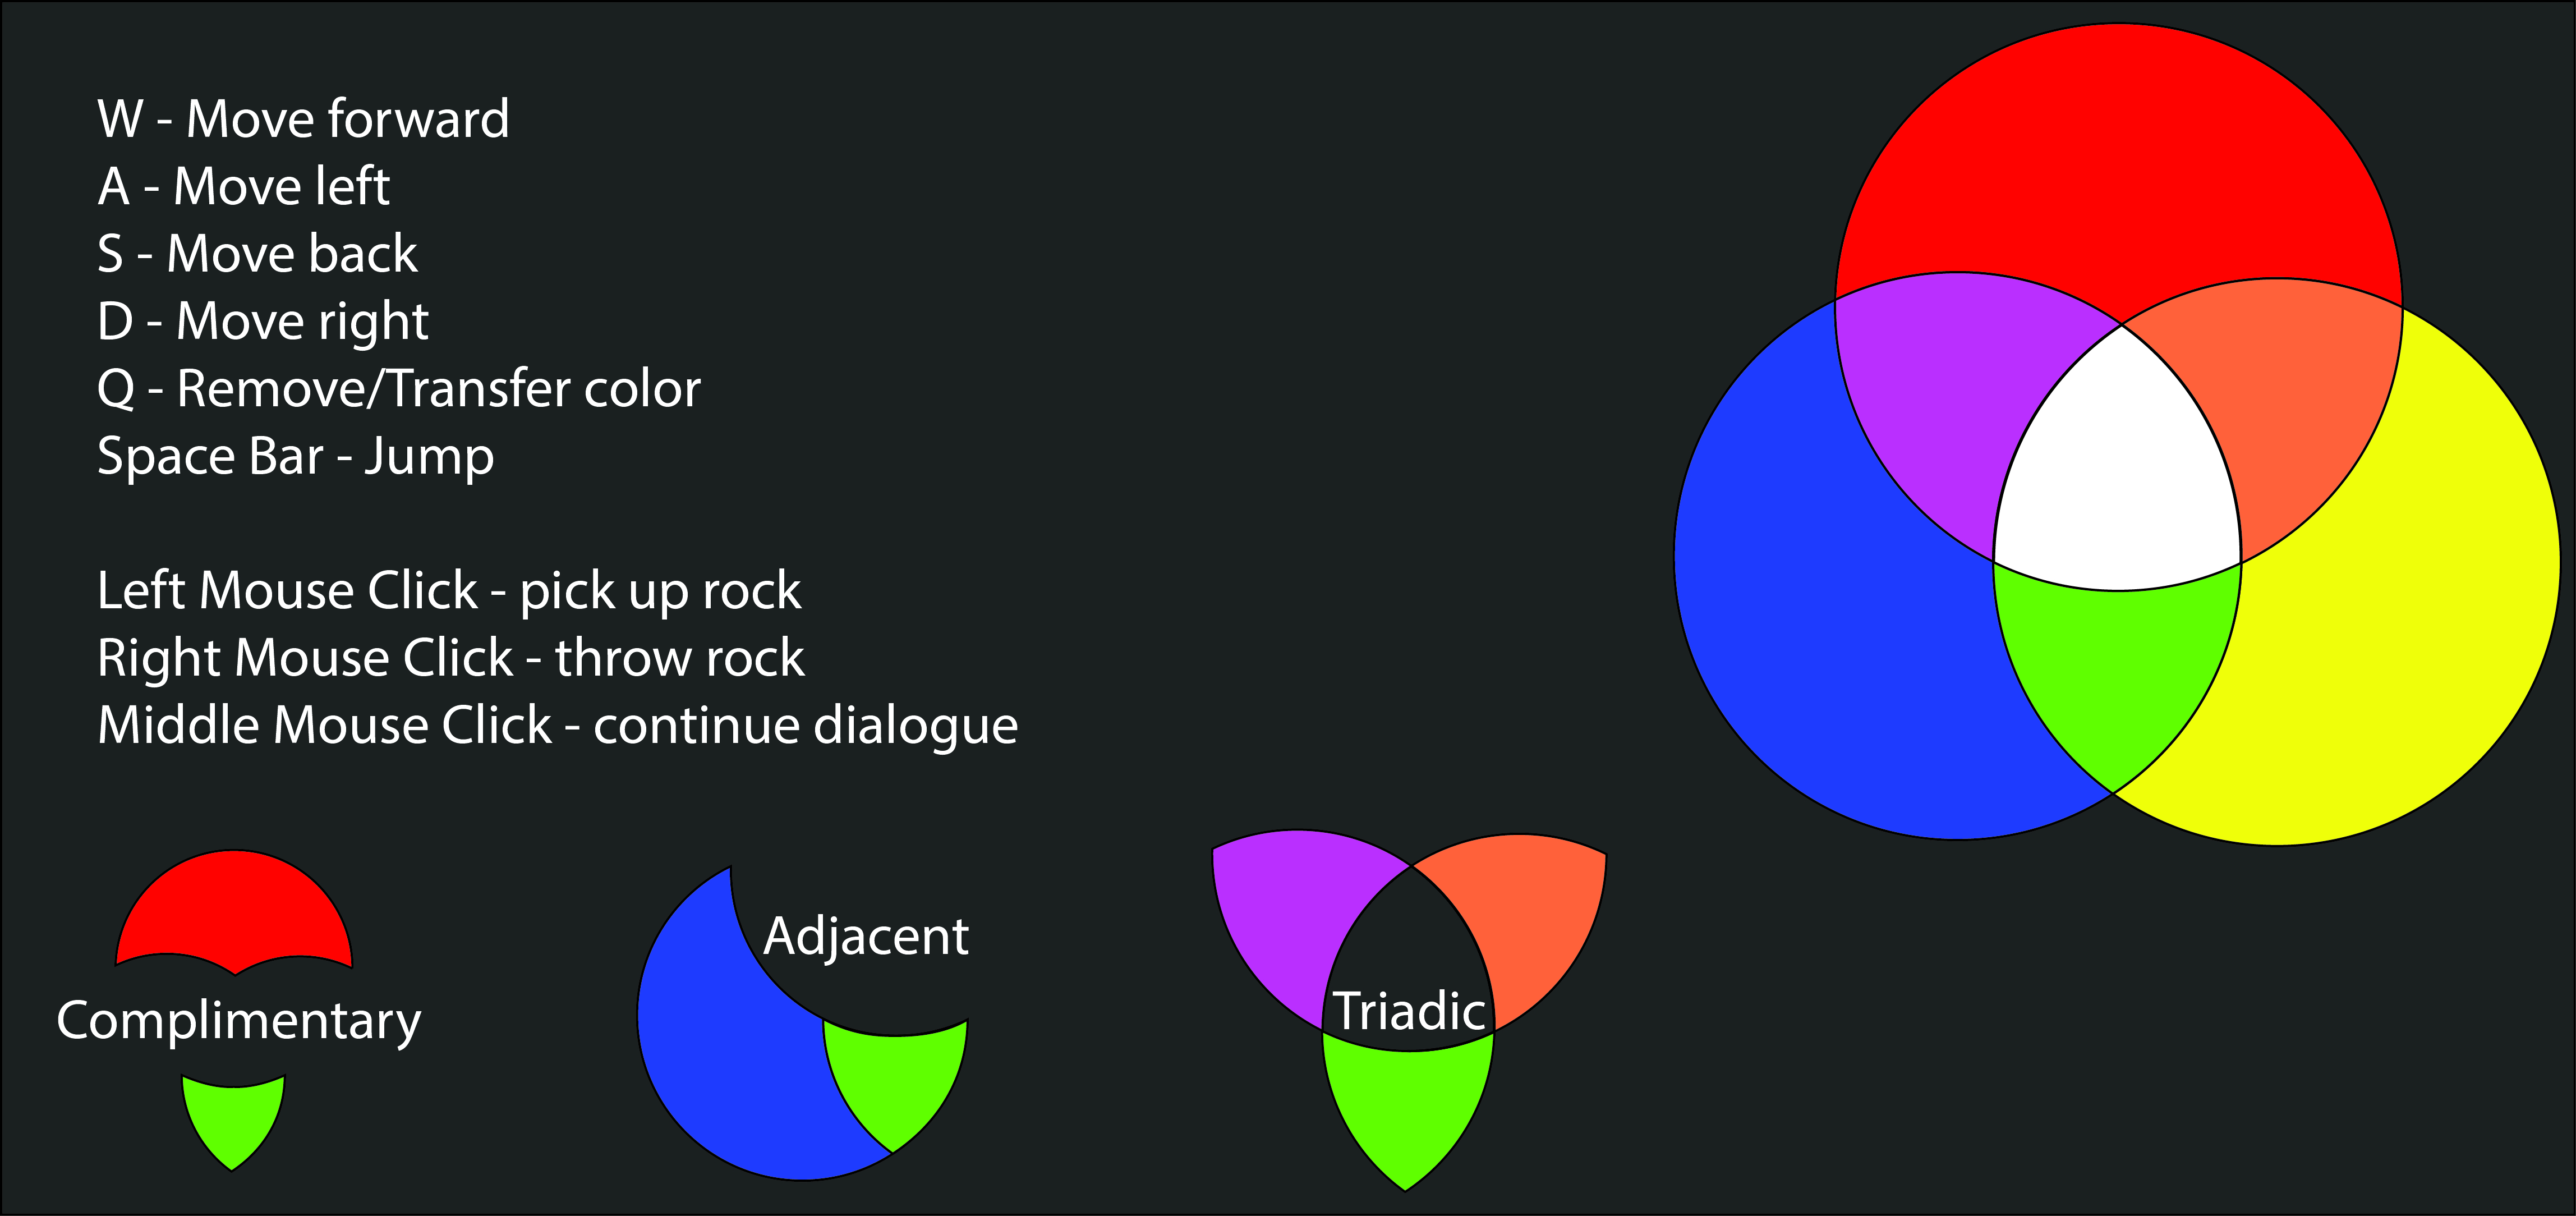 W - Move forward
A - Move left
S - Move back
D - Move right
Q - Remove/Transfer color
Space Bar - Jump
Left Mouse Click - pick up rock
Right Mouse Click - throw rock
Middle Mouse Click - continue dialogue
Complimentary
Adjacent
Triadic